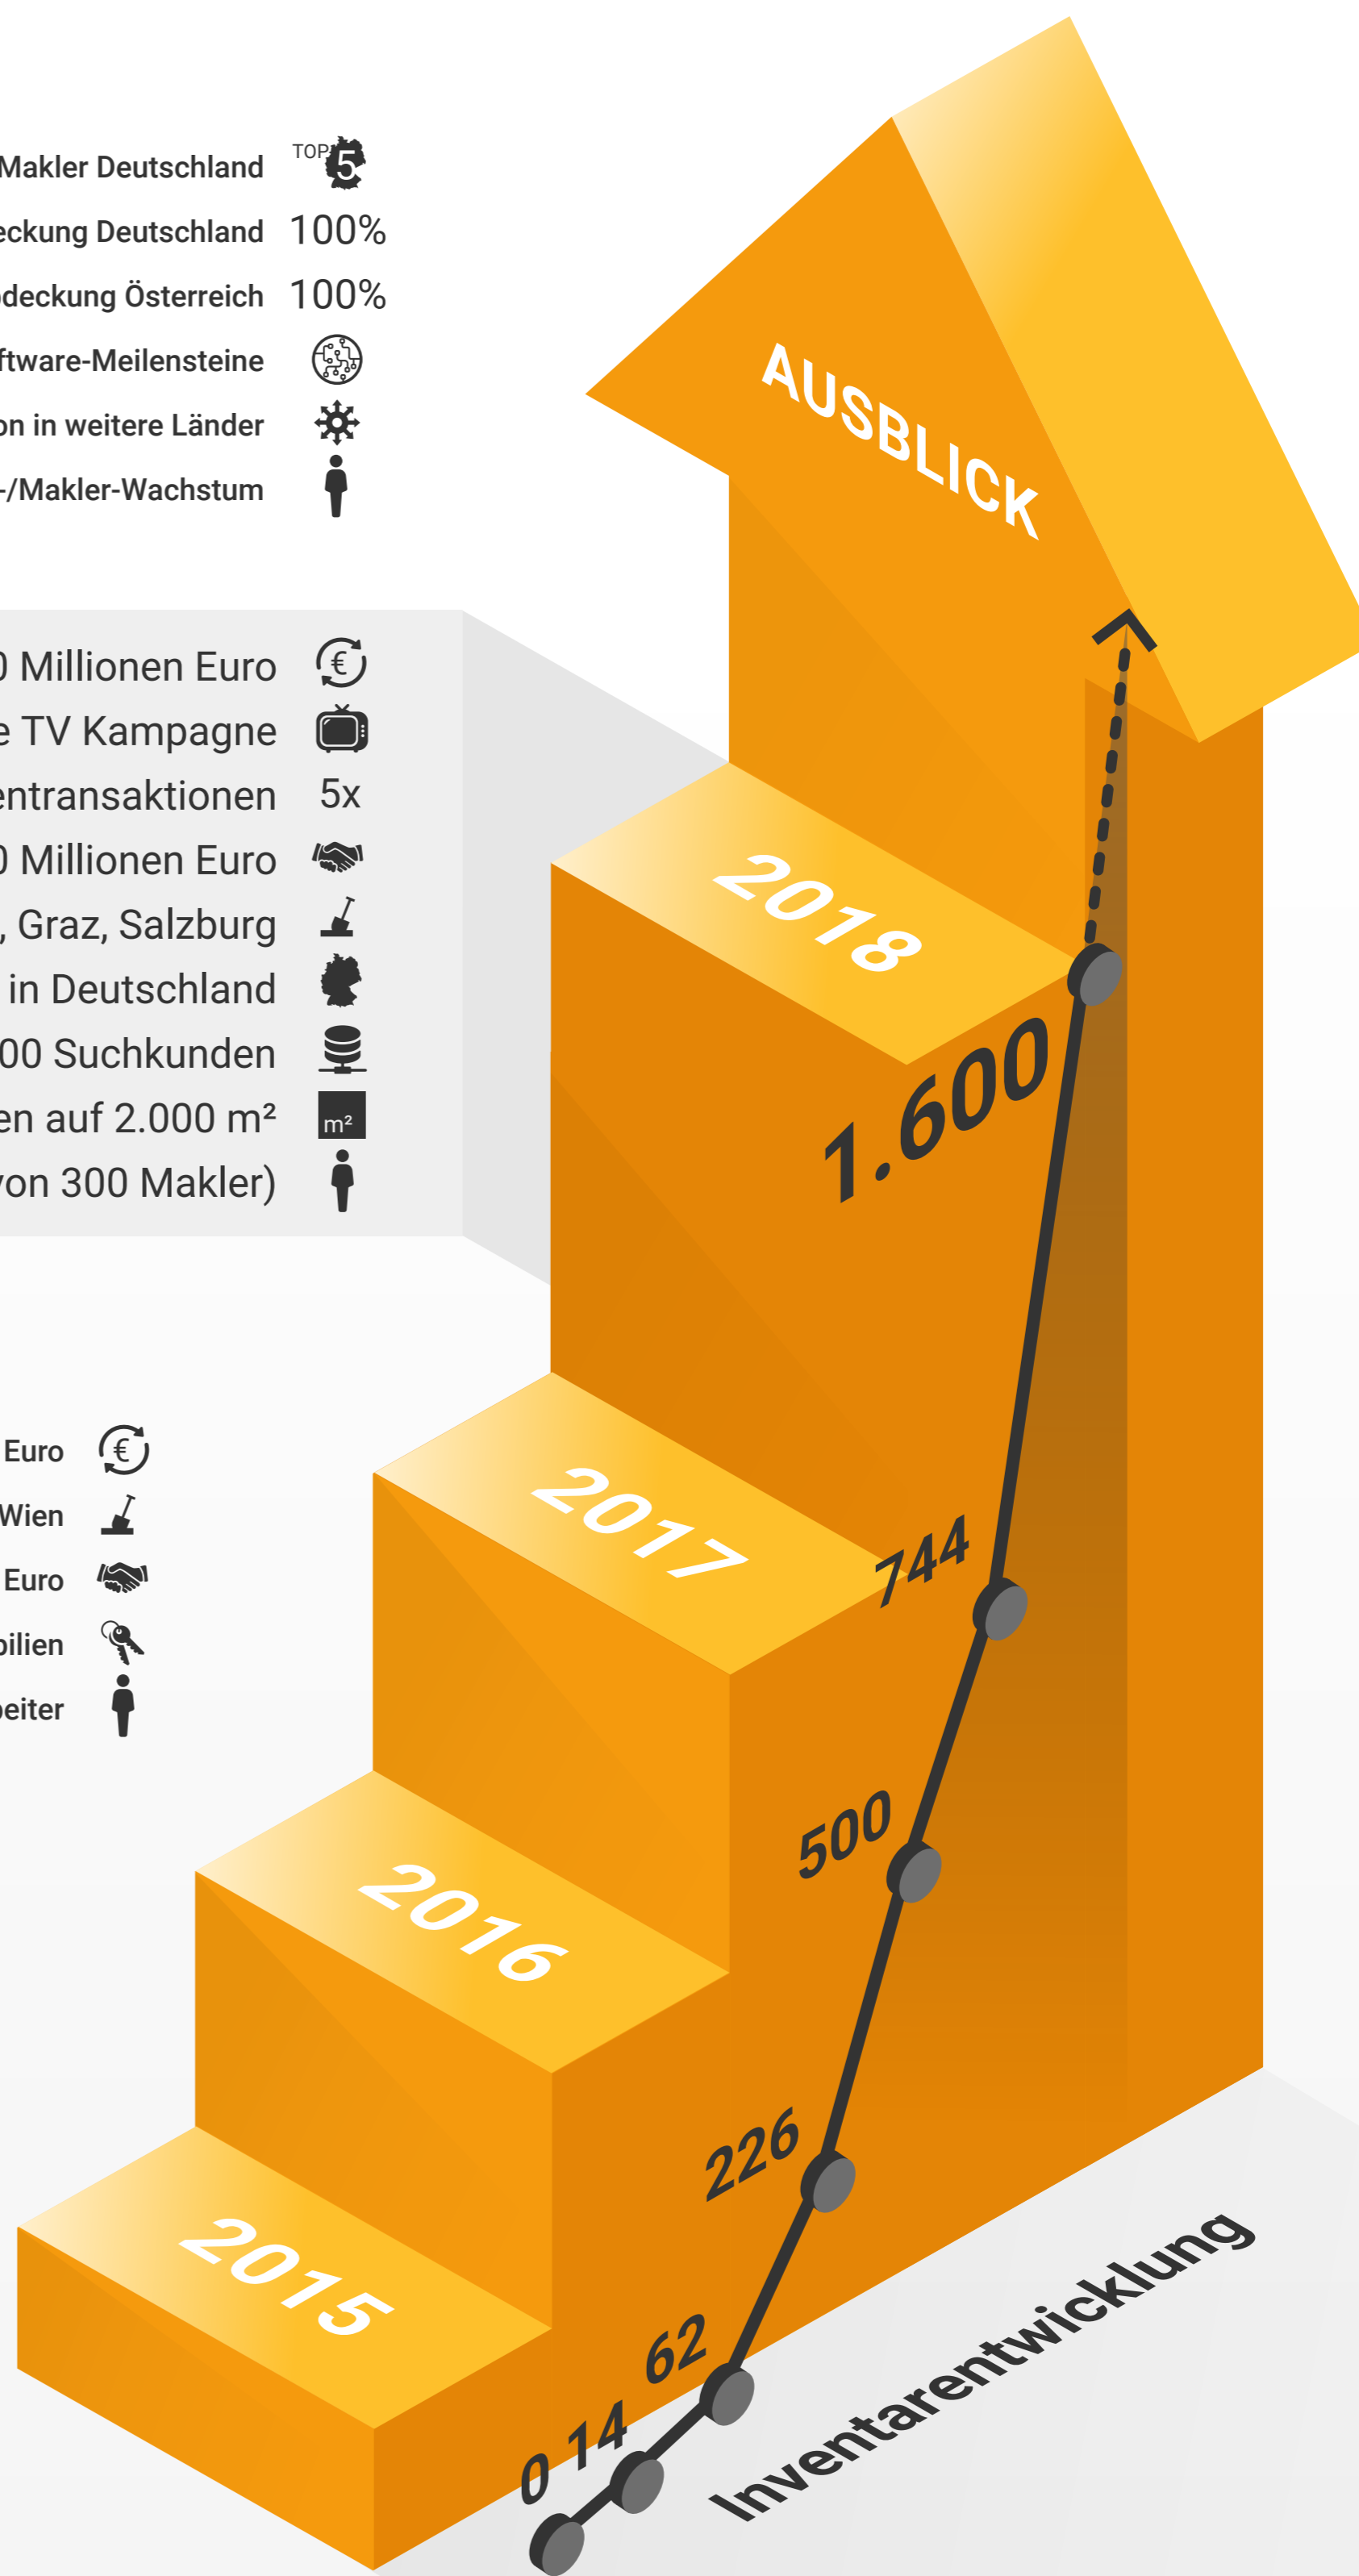 Makler Deutschland TOP 5
eckung Deutschland 100%
deckung Österreich 100%
ftware-Meilensteine
on in weitere Länder
-/Makler-Wachstum
AUSBLICK
0 Millionen Euro €
e TV Kampagne
entransaktionen 5x
0 Millionen Euro
, Graz, Salzburg
in Deutschland
00 Suchkunden
en auf 2.000 m² m²
von 300 Makler)
2018
1.600
Euro €
Wien
Euro
bilien
beiter
2017
744
2016
500
2015
226
62
14
0
Inventarentwicklung